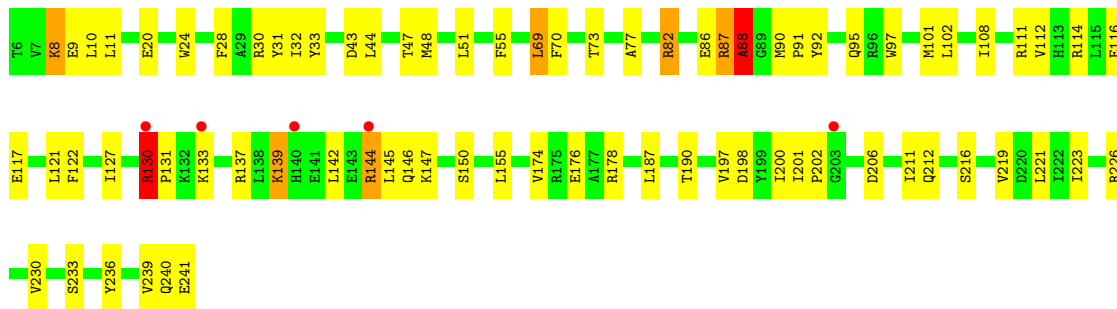 T6 V7 K8 E9 L10 L11 E20 W24 F28 A29 R30 Y31 I32 Y33 D43 L44 T47 M48 L51 F55 L69 F70 T73 A77 R82 E86 R87 A88 G89 M90 P91 Y92 Q95 R96 W97 M101 L102 I108 R111 V112 H113 R114 L115 E116
E117 L121 F122 I127 R130 P131 K132 K133 R137 L138 K139 H140 E141 L142 E143 R144 L145 Q146 K147 S150 L155 V174 R175 E176 A177 R178 L187 T190 V197 D198 Y199 I200 I201 P202 G203 D206 I211 Q212 S216 V219 D220 L221 I222 I223 R226
V230 S233 Y236 V239 Q240 E241